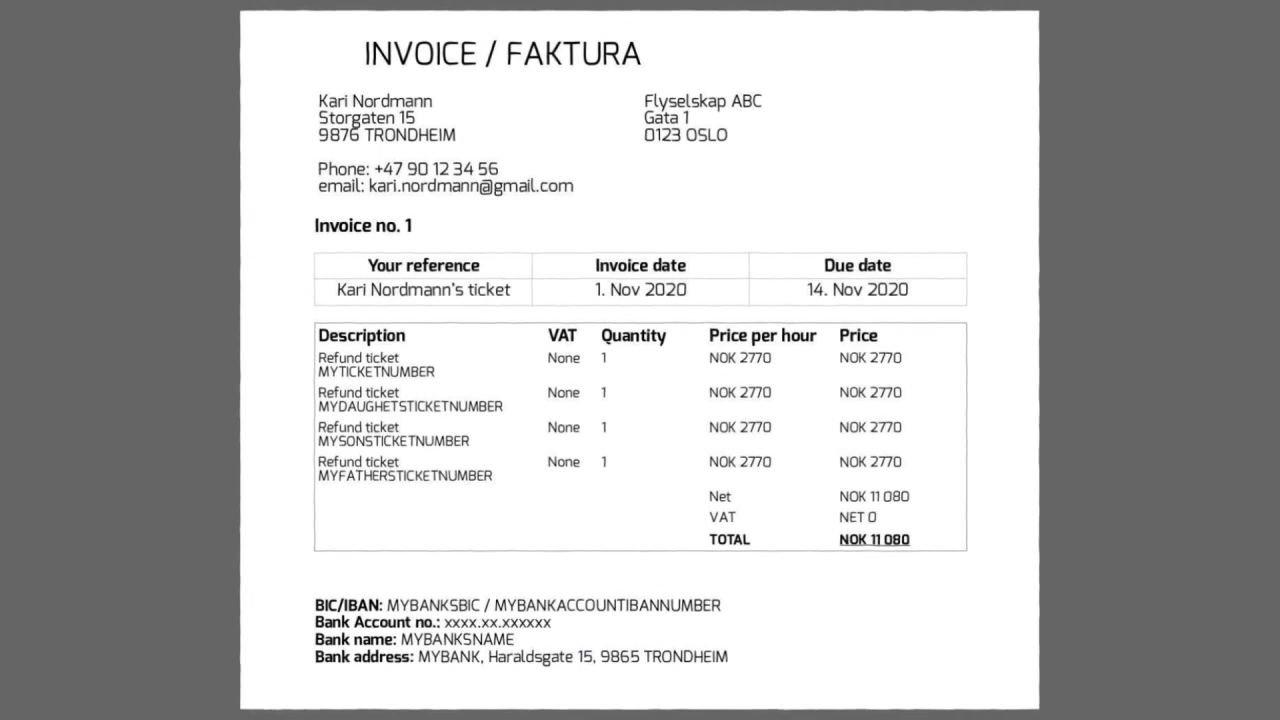 INVOICE / FAKTURA
Kari Nordmann
Storgaten 15
9876 TRONDHEIM
Flyselskap ABC
Gata 1
0123 OSLO
Phone: +47 90 12 34 56
email: kari.nordmann@gmail.com
Invoice no. 1
Your reference Invoice date Due date
Kari Nordmann's ticket 1. Nov 2020 14. Nov 2020
Description VAT Quantity Price per hour Price
Refund ticket None 1 NOK 2770 NOK 2770
MYTICKETNUMBER
Refund ticket None 1 NOK 2770 NOK 2770
MYDAUGHETSTICKETNUMBER
Refund ticket None 1 NOK 2770 NOK 2770
MYSONSTICKETNUMBER
Refund ticket None 1 NOK 2770 NOK 2770
MYFATHERSTICKETNUMBER
Net NOK 11 080
VAT NET 0
TOTAL NOK 11 080
BIC/IBAN: MYBANKSBIC / MYBANKACCOUNTIBANNUMBER
Bank Account no.: xxxx.xx.xxxxxx
Bank name: MYBANKSNAME
Bank address: MYBANK, Haraldsgate 15, 9865 TRONDHEIM